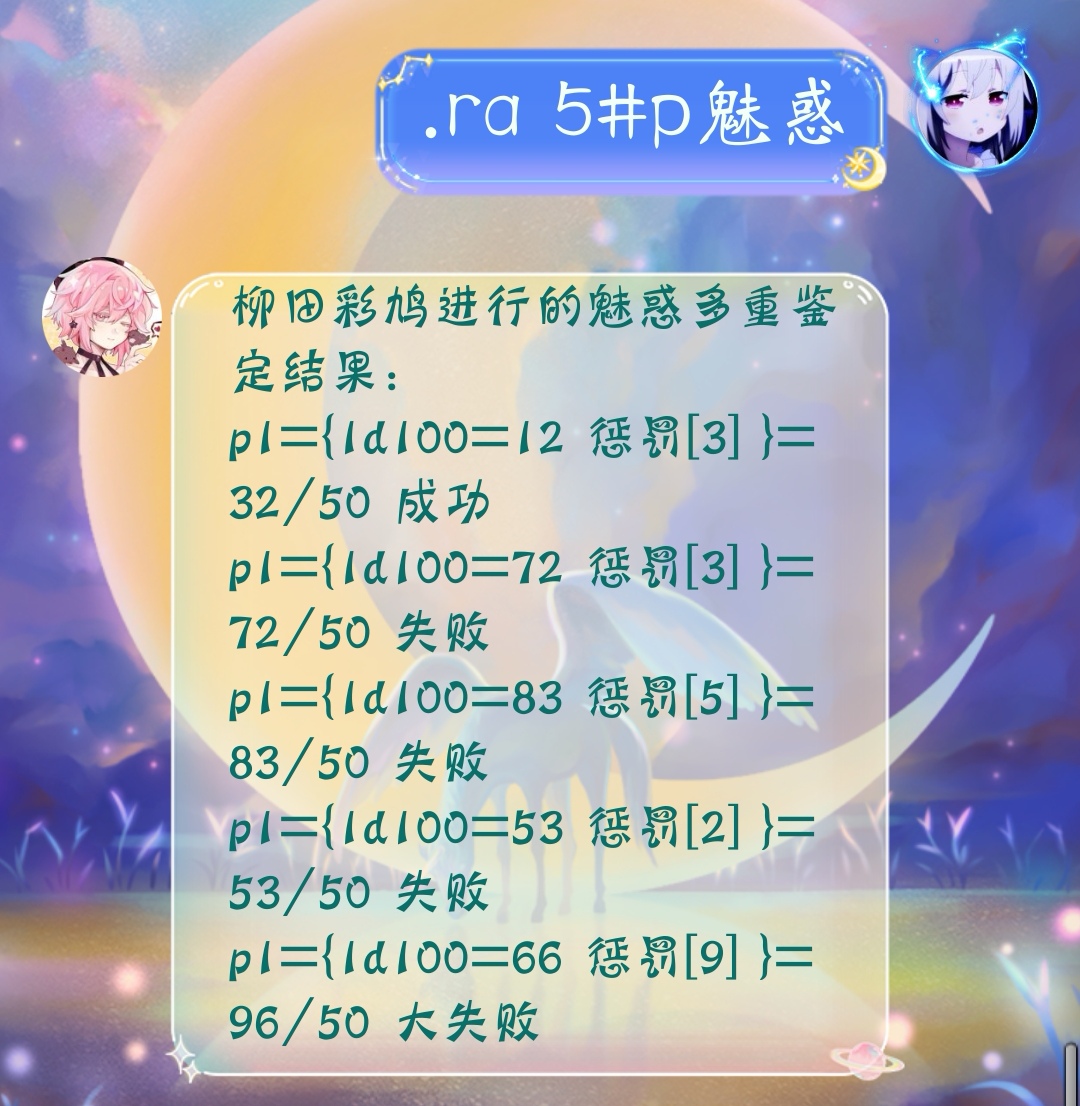 .ra 5#p魅惑
柳田彩鸠进行的魅惑多重鉴
定结果：
p1={1d100=12 惩罚[3] }=
32/50 成功
p1={1d100=72 惩罚[3] }=
72/50 失败
p1={1d100=83 惩罚[5] }=
83/50 失败
p1={1d100=53 惩罚[2] }=
53/50 失败
p1={1d100=66 惩罚[9] }=
96/50 大失败